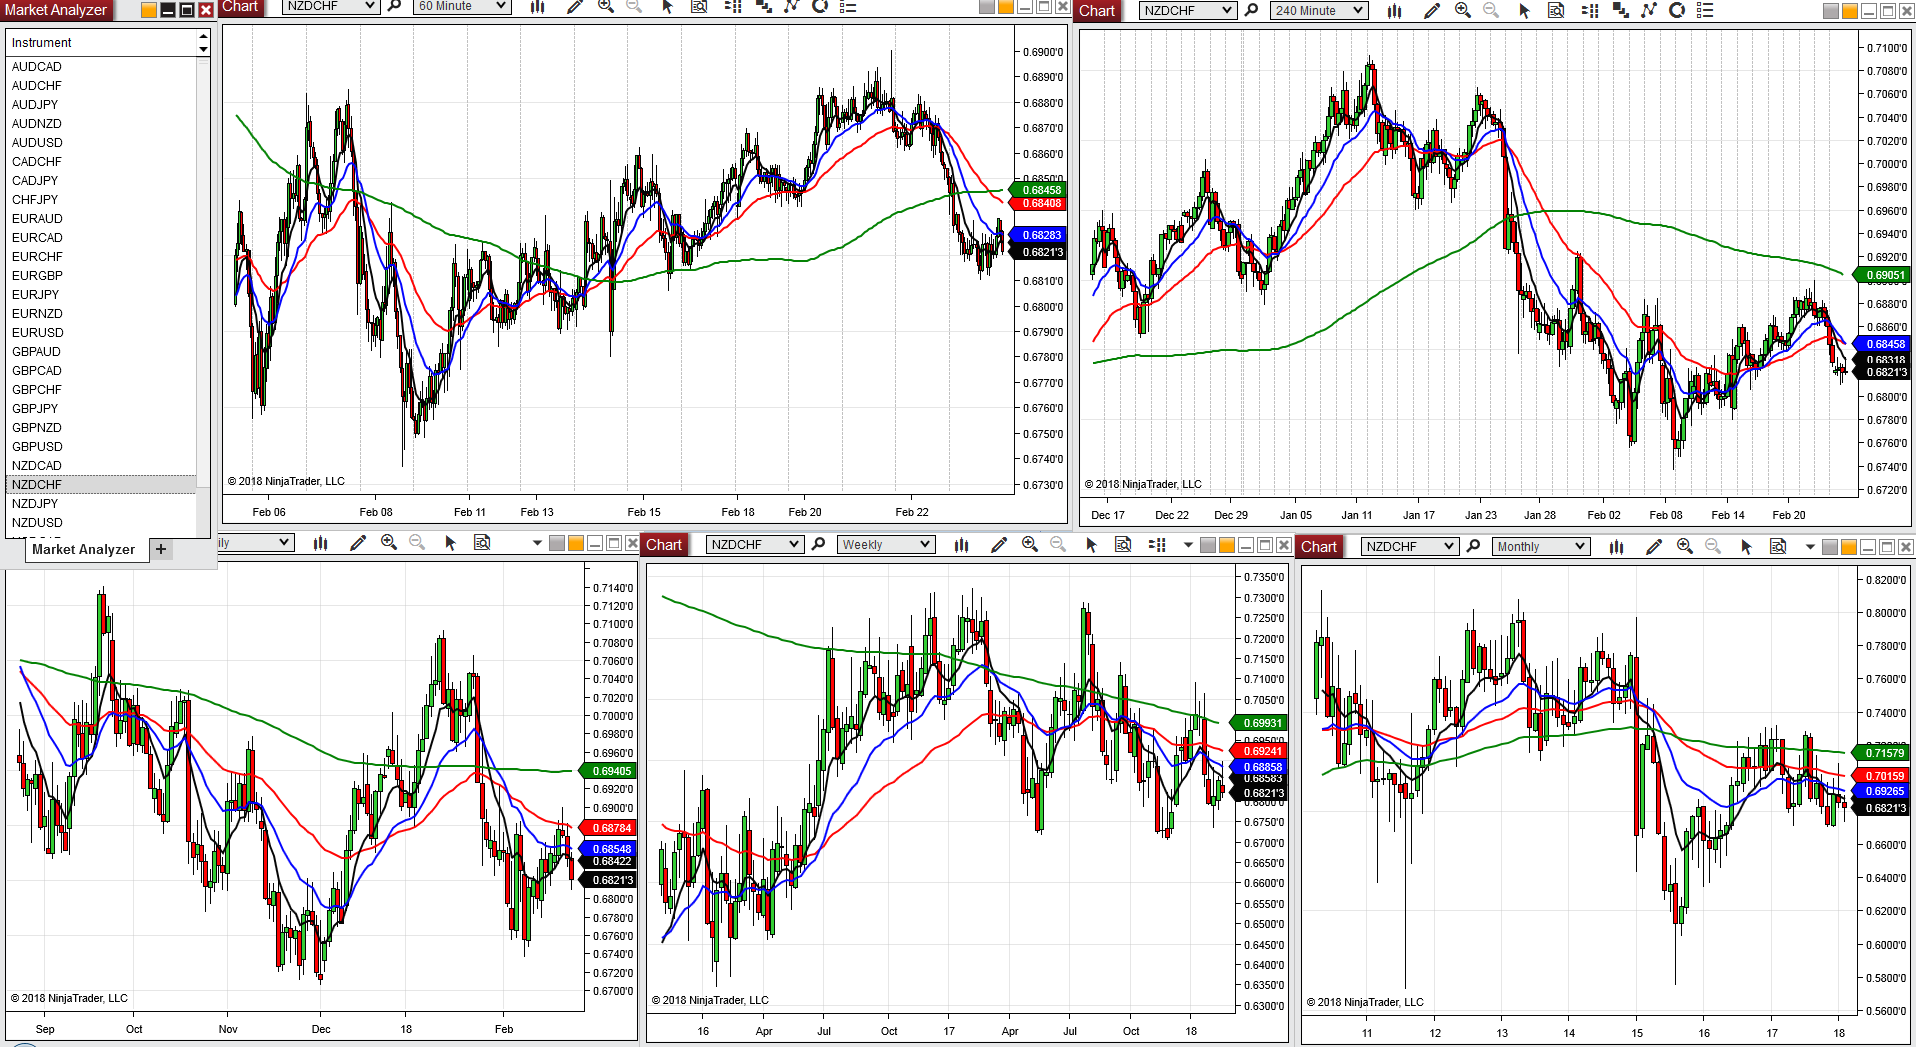 Market Analyzer
Instrument
AUDCAD
AUDCHF
AUDJPY
AUDNZD
AUDUSD
CADCHF
CADJPY
CHFJPY
EURAUD
EURCAD
EURCHF
EURGBP
EURJPY
EURNZD
EURUSD
GBPAUD
GBPCAD
GBPCHF
GBPJPY
GBPNZD
GBPUSD
NZDCAD
NZDCHF
NZDJPY
NZDUSD
Market Analyzer +
Chart NZDCHF 60 Minute
0.6900'0
0.6890'0
0.6880'0
0.6870'0
0.6860'0
0.6850'0
0.68458
0.68408
0.68283
0.6821'3
0.6810'0
0.6800'0
0.6790'0
0.6780'0
0.6770'0
0.6760'0
0.6750'0
0.6740'0
0.6730'0
© 2018 NinjaTrader, LLC
Feb 06 Feb 08 Feb 11 Feb 13 Feb 15 Feb 18 Feb 20 Feb 22
Chart NZDCHF 240 Minute
0.7100'0
0.7080'0
0.7060'0
0.7040'0
0.7020'0
0.7000'0
0.6980'0
0.6960'0
0.6940'0
0.6920'0
0.69051
0.6880'0
0.6860'0
0.68458
0.68318
0.6821'3
0.6800'0
0.6780'0
0.6760'0
0.6740'0
0.6720'0
© 2018 NinjaTrader, LLC
Dec 17 Dec 22 Dec 29 Jan 05 Jan 11 Jan 17 Jan 23 Jan 28 Feb 02 Feb 08 Feb 14 Feb 20
ily
0.7140'0
0.7120'0
0.7100'0
0.7080'0
0.7060'0
0.7040'0
0.7020'0
0.7000'0
0.6980'0
0.6960'0
0.69405
0.6920'0
0.6900'0
0.68784
0.68548
0.68422
0.6821'3
0.6800'0
0.6780'0
0.6760'0
0.6740'0
0.6720'0
0.6700'0
© 2018 NinjaTrader, LLC
Sep Oct Nov Dec 18 Feb
Chart NZDCHF Weekly
0.7350'0
0.7300'0
0.7250'0
0.7200'0
0.7150'0
0.7100'0
0.7050'0
0.69931
0.6950'0
0.69241
0.68858
0.68583
0.6821'3
0.6800'0
0.6750'0
0.6700'0
0.6650'0
0.6600'0
0.6550'0
0.6500'0
0.6450'0
0.6400'0
0.6350'0
0.6300'0
© 2018 NinjaTrader, LLC
16 Apr Jul Oct 17 Apr Jul Oct 18
Chart NZDCHF Monthly
0.8200'0
0.8000'0
0.7800'0
0.7600'0
0.7400'0
0.71579
0.70159
0.69265
0.6821'3
0.6600'0
0.6400'0
0.6200'0
0.6000'0
0.5800'0
0.5600'0
© 2018 NinjaTrader, LLC
11 12 13 14 15 16 17 18